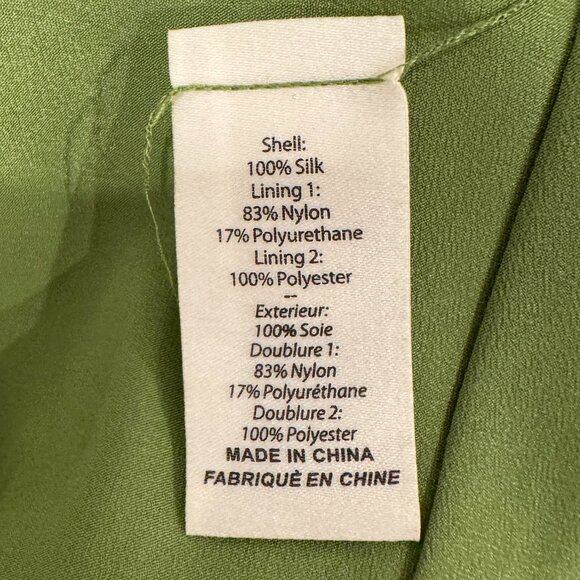 Shell:
100% Silk
Lining 1:
83% Nylon
17% Polyurethane
Lining 2:
100% Polyester
--
Exterieur:
100% Soie
Doublure 1:
83% Nylon
17% Polyuréthane
Doublure 2:
100% Polyester
MADE IN CHINA
FABRIQUÈ EN CHINE